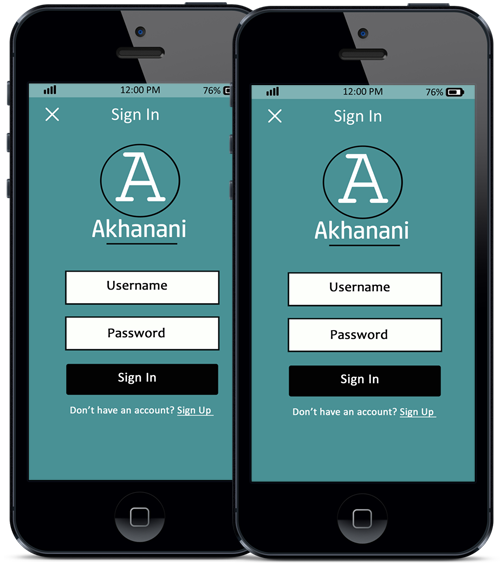 12:00 PM 76%
Sign In
A
Akhanani
Username
Password
Sign In
Don't have an account? Sign Up
12:00 PM 76%
Sign In
A
Akhanani
Username
Password
Sign In
Don't have an account? Sign Up